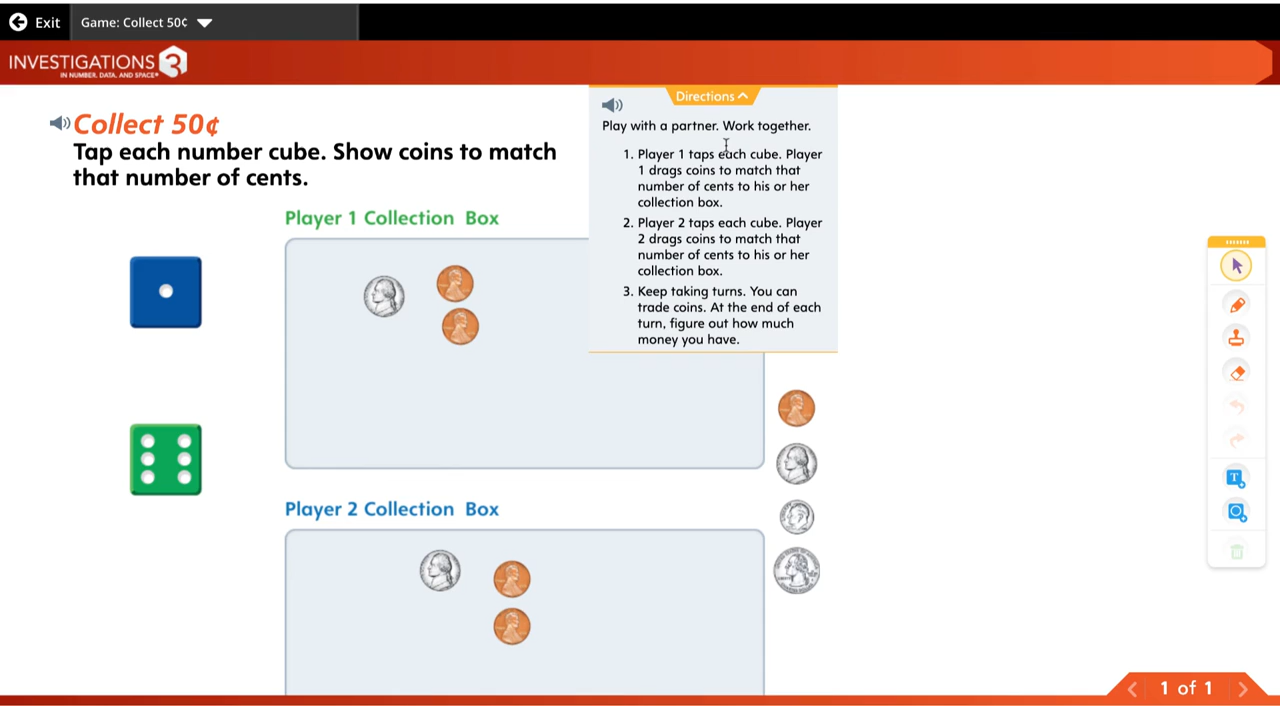 Exit
Game: Collect 50¢
INVESTIGATIONS 3
IN NUMBER, DATA, AND SPACE®
Collect 50¢
Tap each number cube. Show coins to match
that number of cents.
Directions
Play with a partner. Work together.
1. Player 1 taps each cube. Player
1 drags coins to match that
number of cents to his or her
collection box.
2. Player 2 taps each cube. Player
2 drags coins to match that
number of cents to his or her
collection box.
3. Keep taking turns. You can
trade coins. At the end of each
turn, figure out how much
money you have.
Player 1 Collection Box
Player 2 Collection Box
T
1 of 1